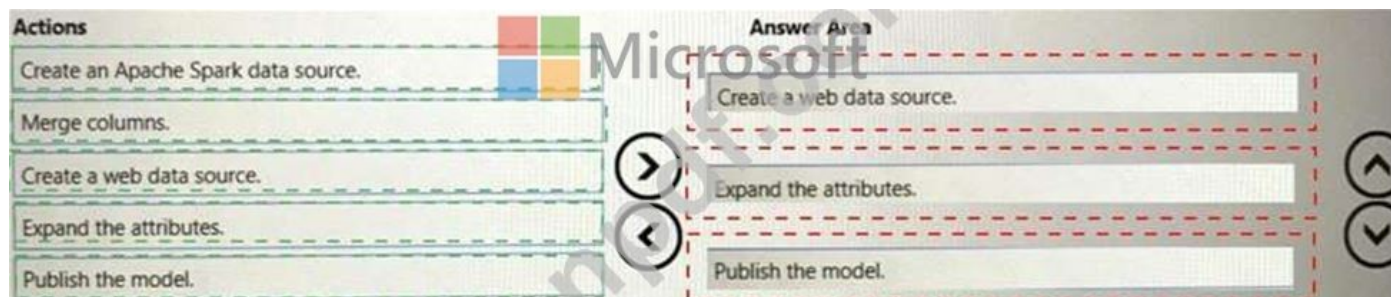 Actions
Create an Apache Spark data source.
Merge columns.
Create a web data source.
Expand the attributes.
Publish the model.
Microsoft
Answer Area
Create a web data source.
Expand the attributes.
Publish the model.